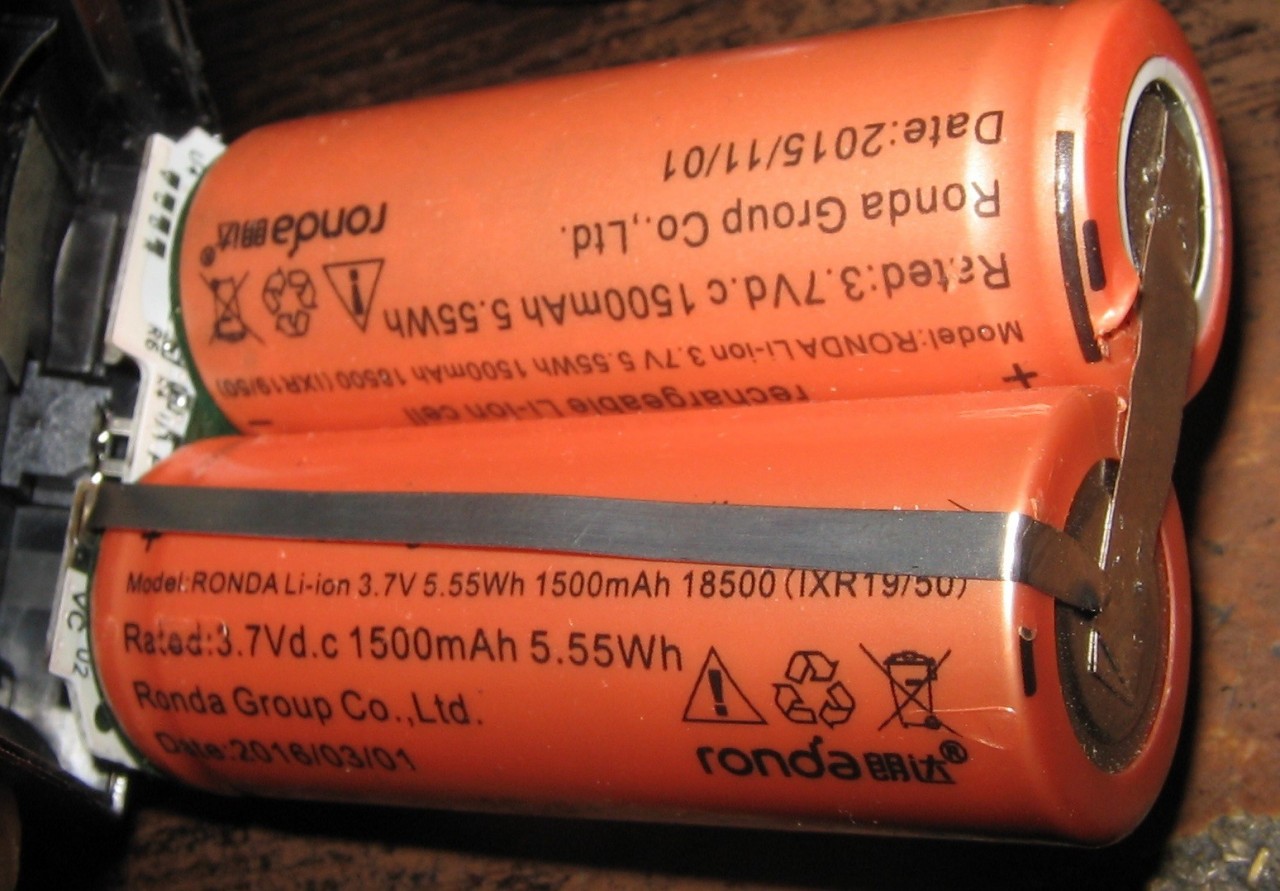 rechargeable Li-ion cell
Model:RONDA Li-ion 3.7V 5.55Wh 1500mAh 18500 (IXR19/50)
Rated:3.7Vd.c 1500mAh 5.55Wh
Ronda Group Co.,Ltd.
Date:2015/11/01
ronda朗达®
+
-
Model:RONDA Li-ion 3.7V 5.55Wh 1500mAh 18500 (IXR19/50)
Rated:3.7Vd.c 1500mAh 5.55Wh
Ronda Group Co.,Ltd.
Date:2016/03/01
ronda朗达®
+
R6
U2